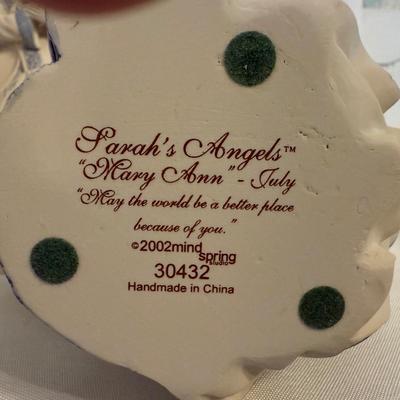 Sarah's Angels™
"Mary Ann" - July
"May the world be a better place
because of you."
©2002mind
spring
studio
30432
Handmade in China